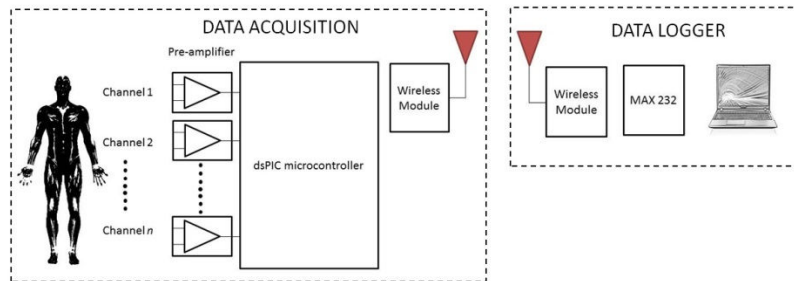 DATA ACQUISITION
Pre-amplifier
Channel 1
Channel 2
Channel n
dsPIC microcontroller
Wireless
Module
DATA LOGGER
Wireless
Module
MAX 232